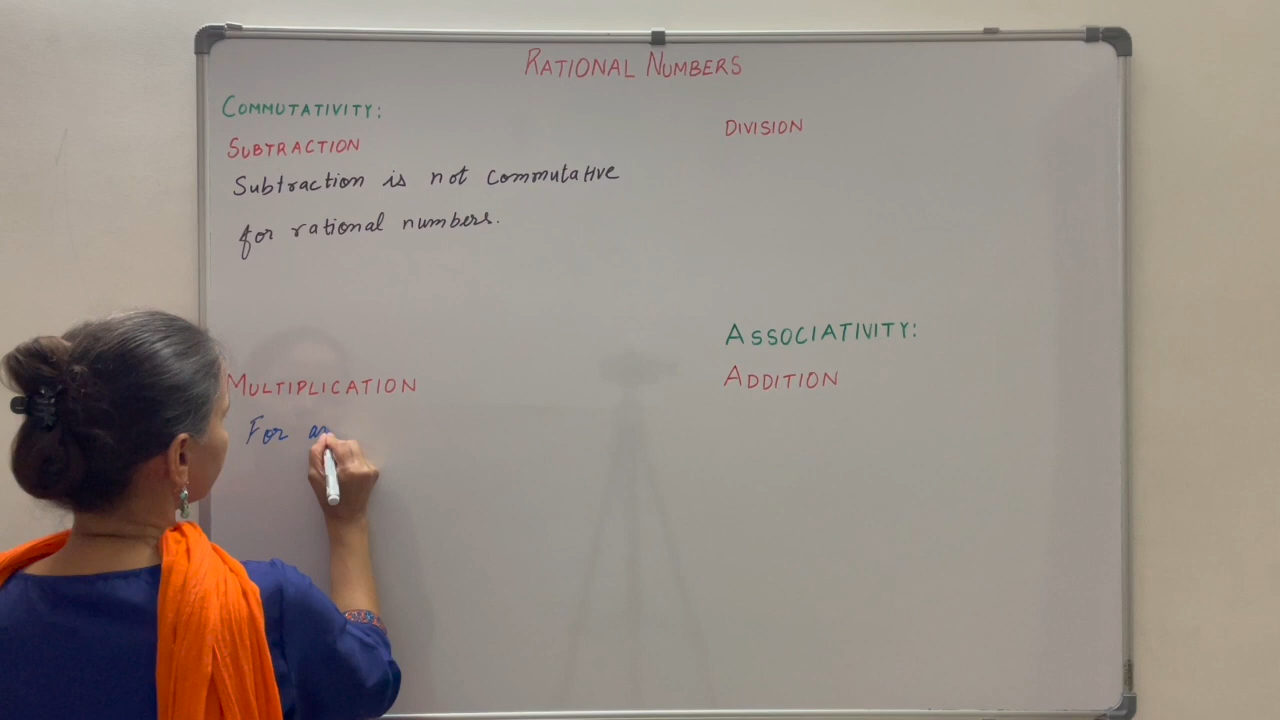 RATIONAL NUMBERS
COMMUTATIVITY:
SUBTRACTION
Subtraction is not commutative
for rational numbers.
MULTIPLICATION
For
DIVISION
ASSOCIATIVITY:
ADDITION